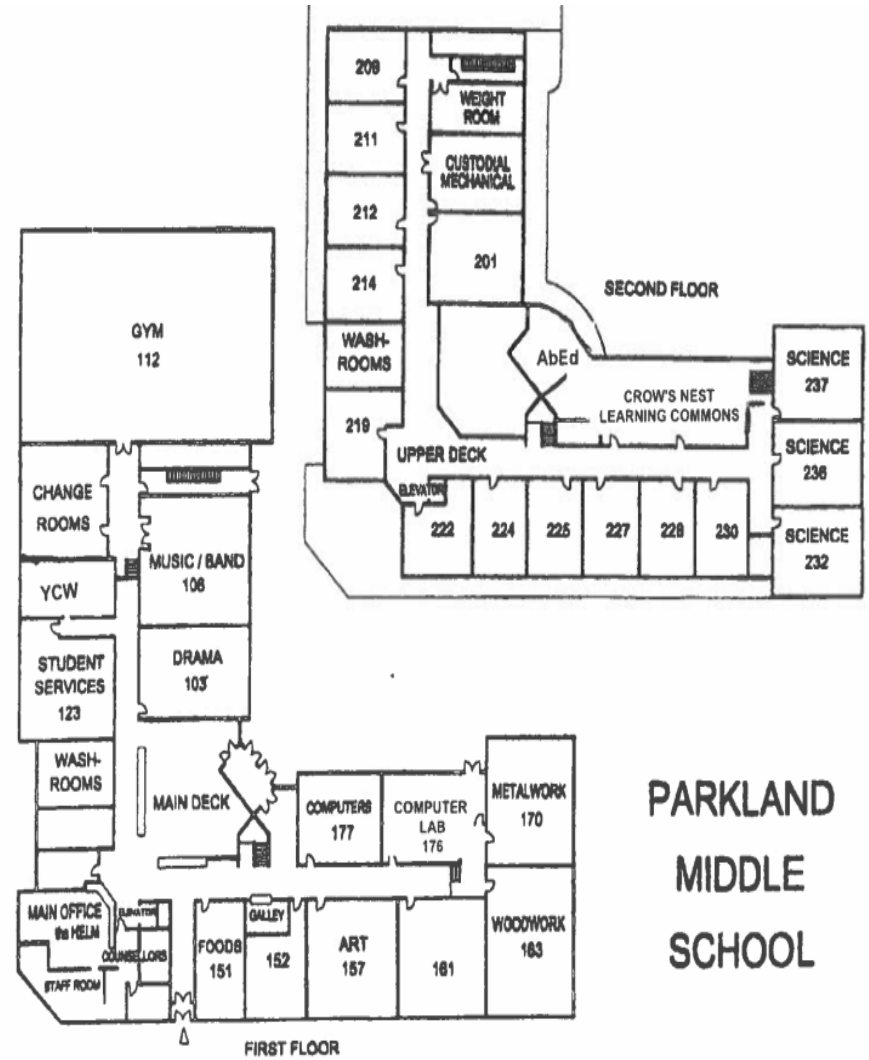 209
WEIGHT
ROOM
211
CUSTODIAL
MECHANICAL
212
201
214
SECOND FLOOR
WASH-
ROOMS
AbEd
SCIENCE
237
CROW'S NEST
LEARNING COMMONS
219
UPPER DECK
SCIENCE
236
ELEVATOR
222
224
225
227
228
230
SCIENCE
232
GYM
112
CHANGE
ROOMS
MUSIC / BAND
106
YCW
STUDENT
SERVICES
123
DRAMA
103
WASH-
ROOMS
MAIN DECK
COMPUTERS
177
COMPUTER
LAB
176
METALWORK
170
MAIN OFFICE
the HELM
ELEVATOR
COUNSELLORS
STAFF ROOM
FOODS
151
GALLEY
152
ART
157
161
WOODWORK
163
FIRST FLOOR
PARKLAND
MIDDLE
SCHOOL